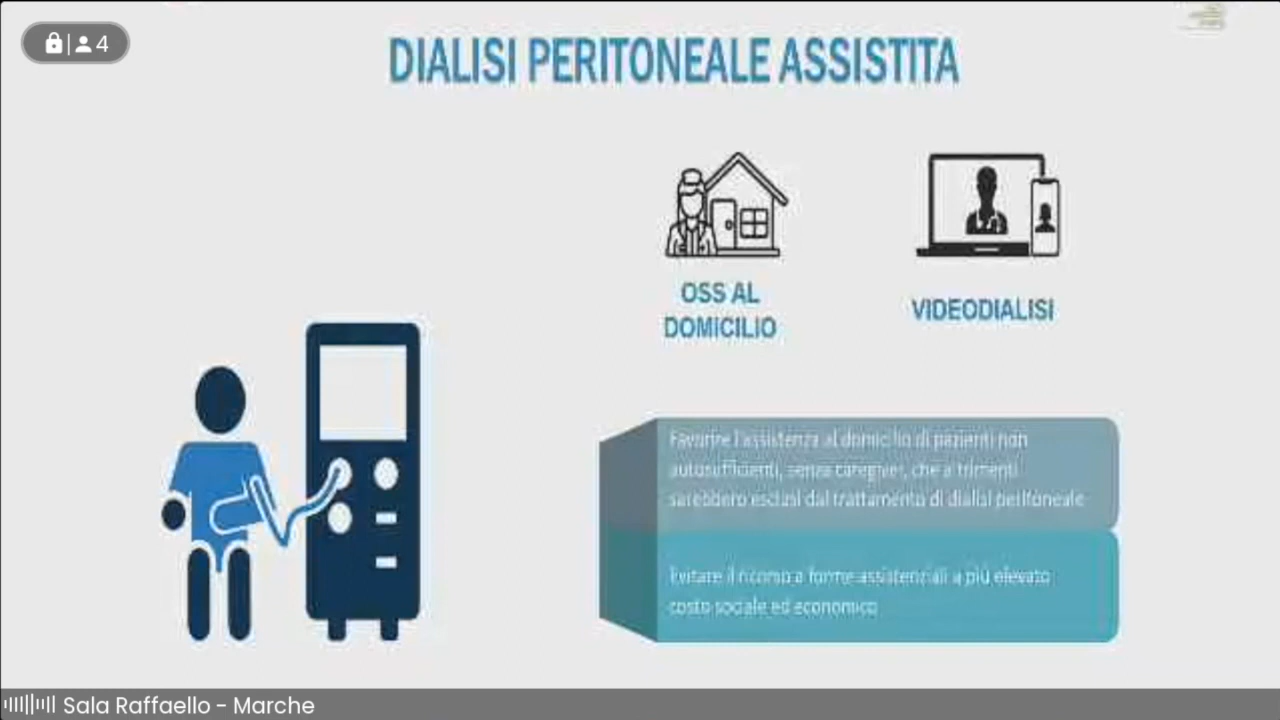 4
DIALISI PERITONEALE ASSISTITA
OSS AL
DOMICILIO
VIDEODIALISI
Favorire l'assistenza al domicilio di pazienti non
autosufficienti, senza caregiver, che altrimenti
sarebbero esclusi dal trattamento di dialisi peritoneale
Evitare il ricorso a forme assistenziali a più elevato
costo sociale ed economico
Sala Raffaello - Marche